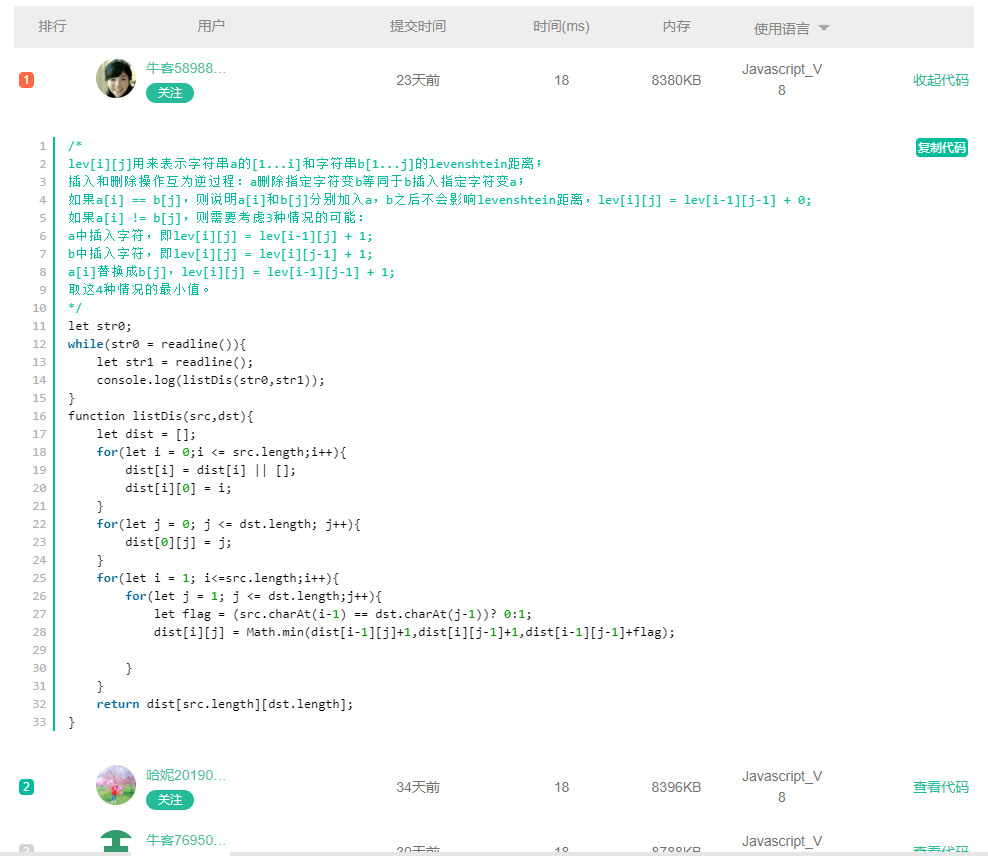 排行 用户 提交时间 时间(ms) 内存 使用语言
1 牛客58988... 关注 23天前 18 8380KB Javascript_V8 收起代码
复制代码
1 /*
2 lev[i][j]用来表示字符串a的[1...i]和字符串b[1...j]的levenshtein距离;
3 插入和删除操作互为逆过程：a删除指定字符变b等同于b插入指定字符变a;
4 如果a[i] == b[j]，则说明a[i]和b[j]分别加入a，b之后不会影响levenshtein距离，lev[i][j] = lev[i-1][j-1] + 0;
5 如果a[i] != b[j]，则需要考虑3种情况的可能：
6 a中插入字符，即lev[i][j] = lev[i-1][j] + 1;
7 b中插入字符，即lev[i][j] = lev[i][j-1] + 1;
8 a[i]替换成b[j]，lev[i][j] = lev[i-1][j-1] + 1;
9 取这4种情况的最小值。
10 */
11 let str0;
12 while(str0 = readline()){
13     let str1 = readline();
14     console.log(listDis(str0,str1));
15 }
16 function listDis(src,dst){
17     let dist = [];
18     for(let i = 0;i <= src.length;i++){
19         dist[i] = dist[i] || [];
20         dist[i][0] = i;
21     }
22     for(let j = 0; j <= dst.length; j++){
23         dist[0][j] = j;
24     }
25     for(let i = 1; i<=src.length;i++){
26         for(let j = 1; j <= dst.length;j++){
27             let flag = (src.charAt(i-1) == dst.charAt(j-1))? 0:1;
28             dist[i][j] = Math.min(dist[i-1][j]+1,dist[i][j-1]+1,dist[i-1][j-1]+flag);
29
30         }
31     }
32     return dist[src.length][dst.length];
33 }
2 哈妮20190... 关注 34天前 18 8396KB Javascript_V8 查看代码
牛客76950... 18 8788KB Javascript_V 查看代码